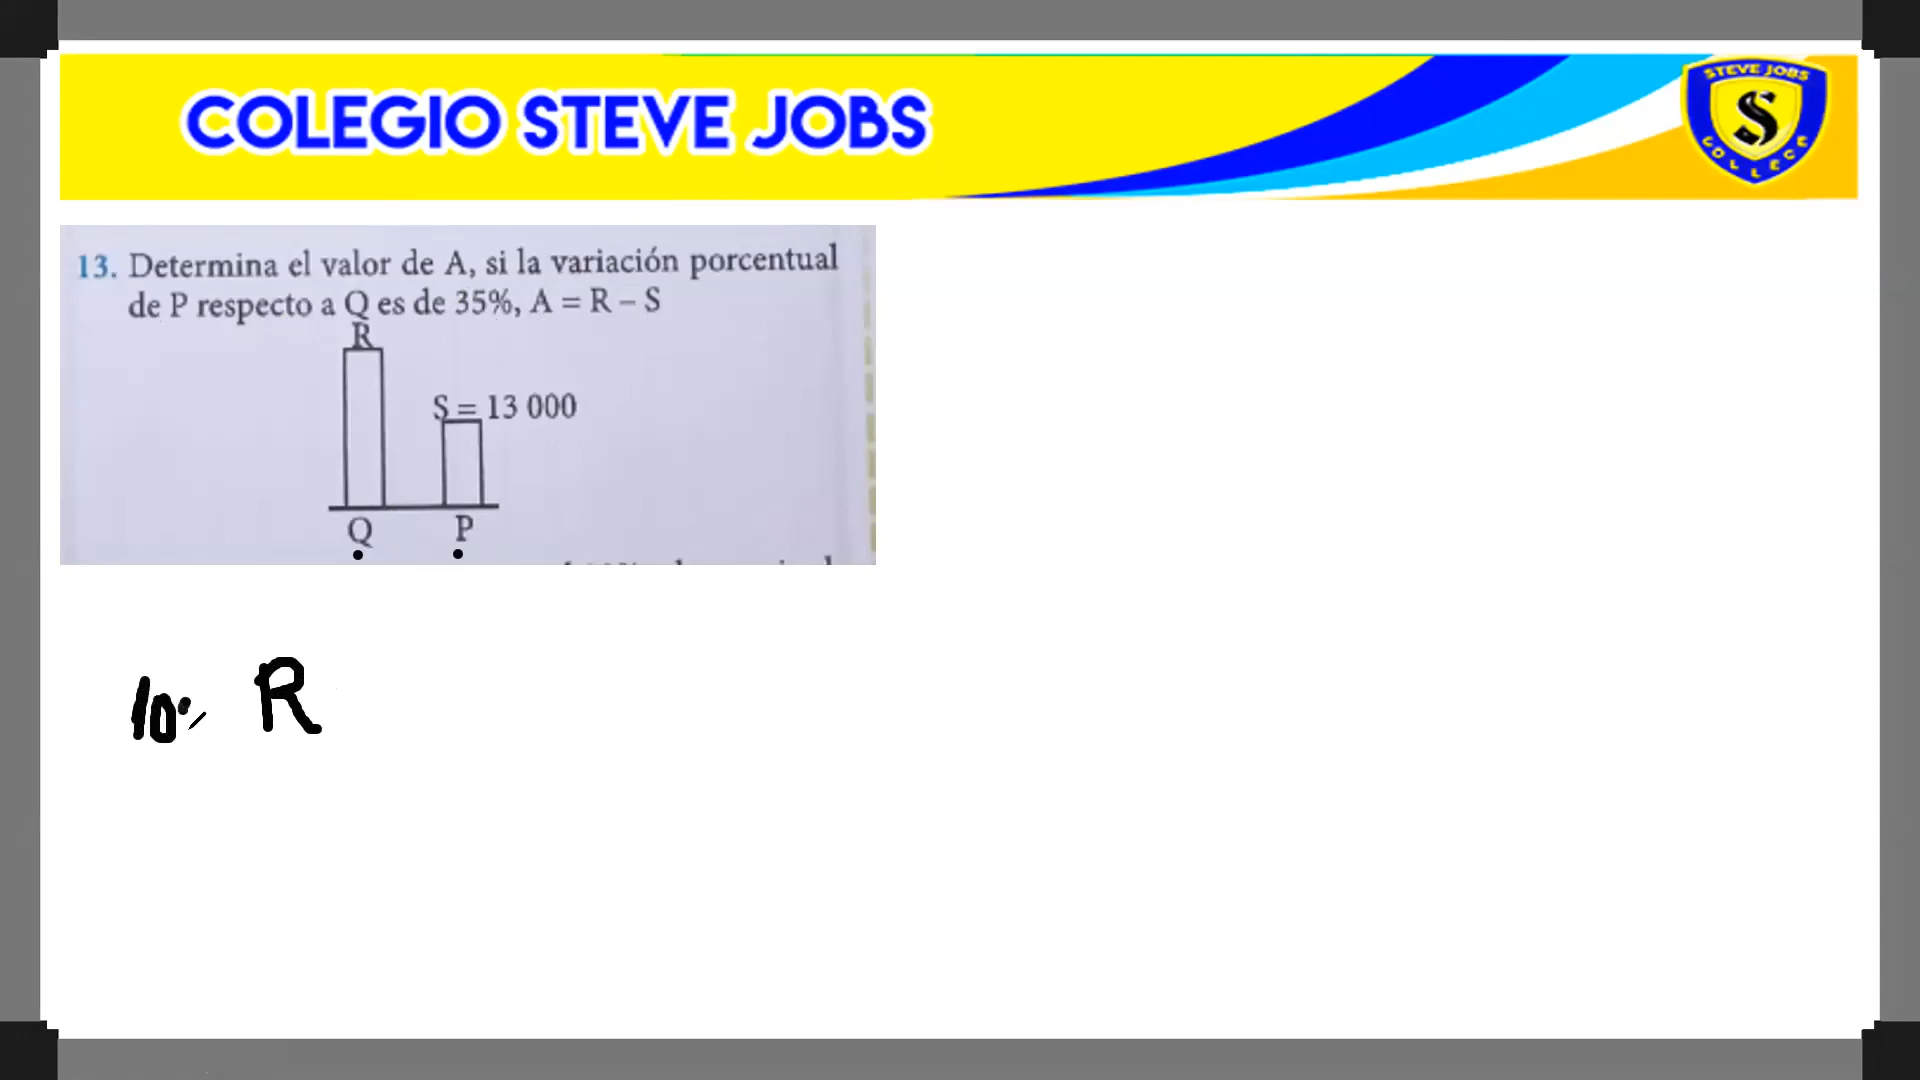 COLEGIO STEVE JOBS
STEVE JOBS
S
COLLEGE
13. Determina el valor de A, si la variación porcentual
de P respecto a Q es de 35%, A = R – S
R
S = 13 000
Q P
R